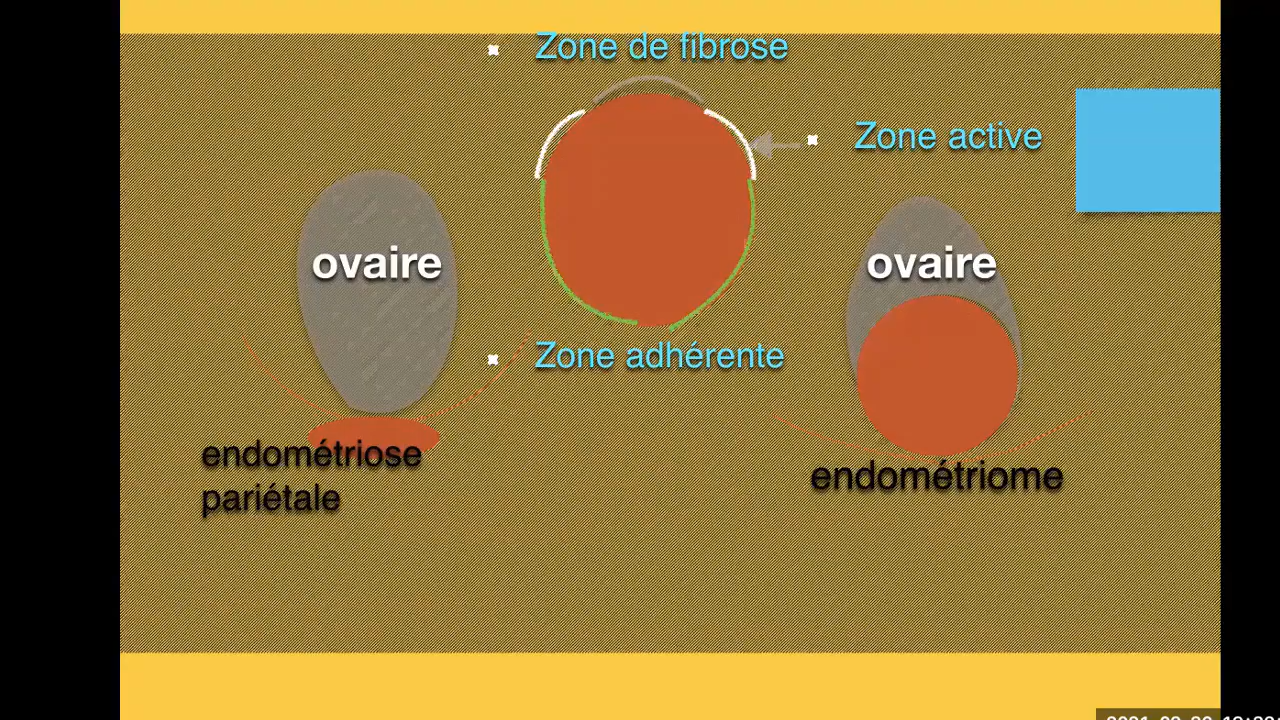 Zone de fibrose
Zone active
ovaire
ovaire
Zone adhérente
endométriose
pariétale
endométriome